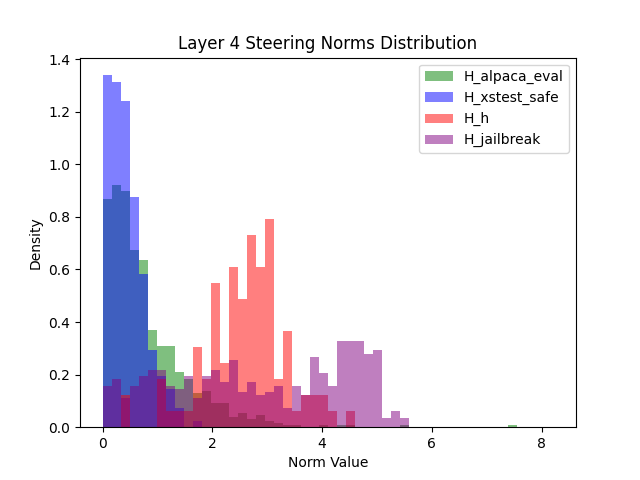 Layer 4 Steering Norms Distribution
H_alpaca_eval
H_xstest_safe
H_h
H_jailbreak
1.4
1.2
1.0
0.8
0.6
0.4
0.2
0.0
Density
0
2
4
6
8
Norm Value